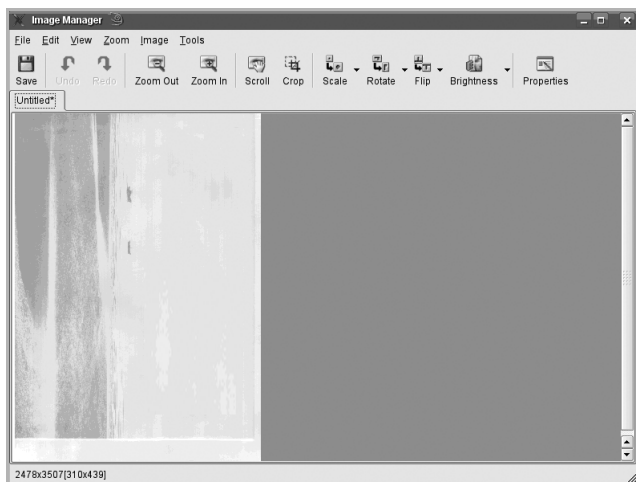 Image Manager
File Edit View Zoom Image Tools
Save Undo Redo Zoom Out Zoom In Scroll Crop Scale Rotate Flip Brightness Properties
Untitled*
2478x3507[310x439]